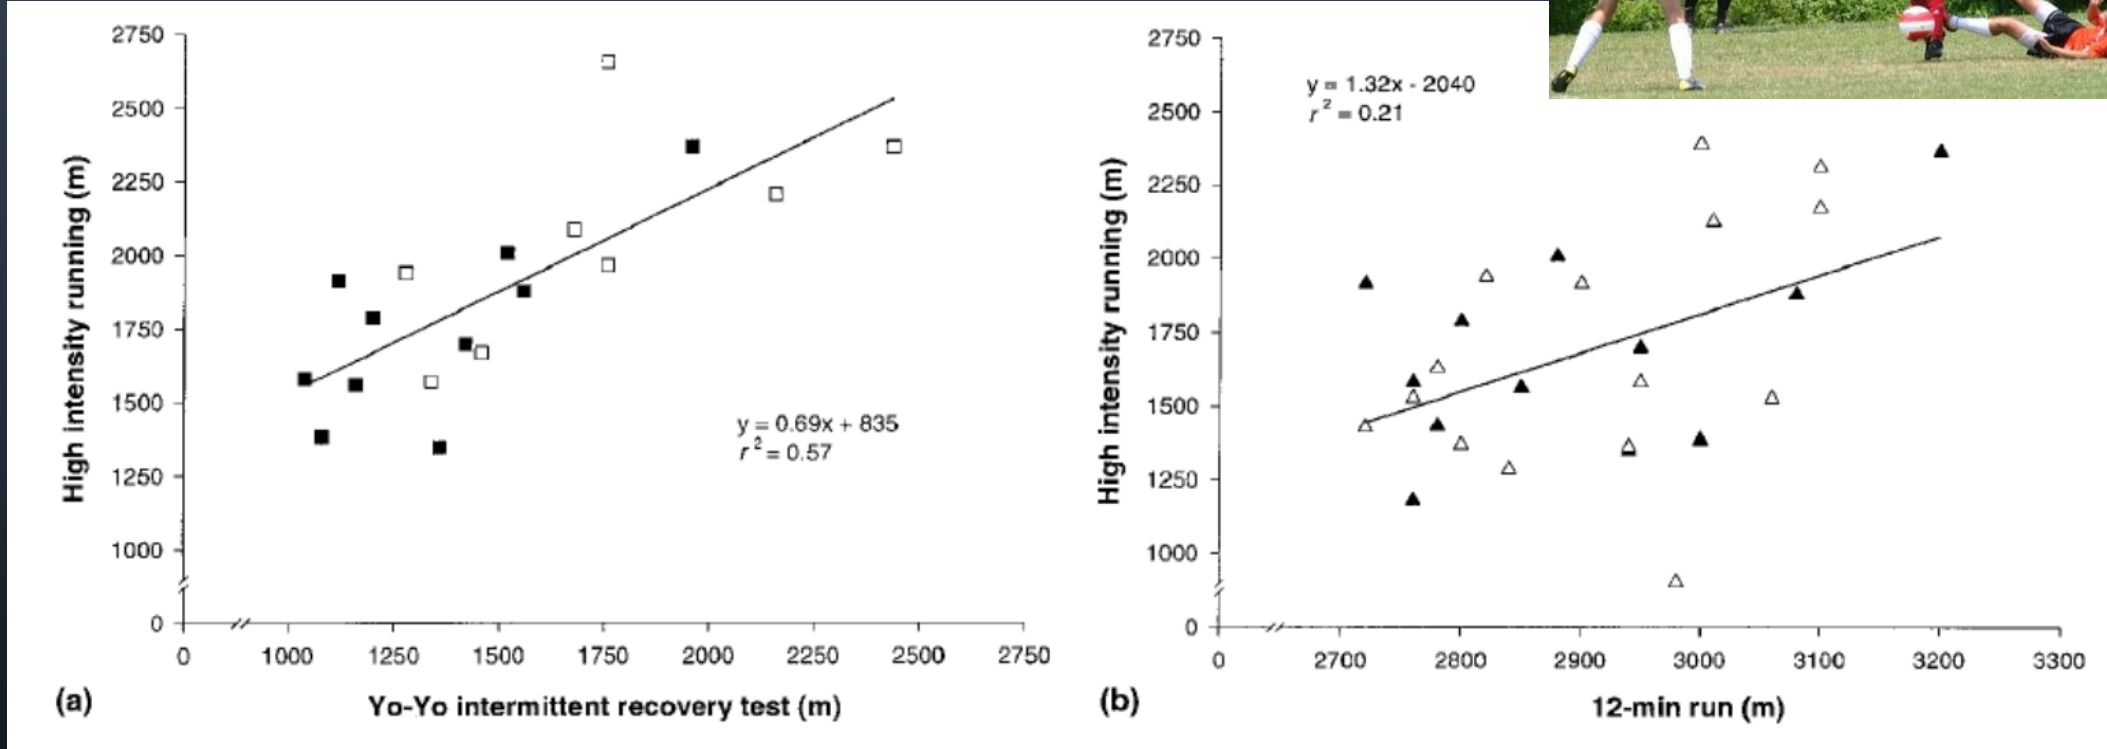 2750
2500
2250
2000
1750
1500
1250
1000
0
High intensity running (m)
y = 0.69x + 835
r² = 0.57
0 1000 1250 1500 1750 2000 2250 2500 2750
(a) Yo-Yo intermittent recovery test (m)
2750
2500
2250
2000
1750
1500
1250
1000
0
High intensity running (m)
y = 1.32x - 2040
r² = 0.21
0 2700 2800 2900 3000 3100 3200 3300
(b) 12-min run (m)